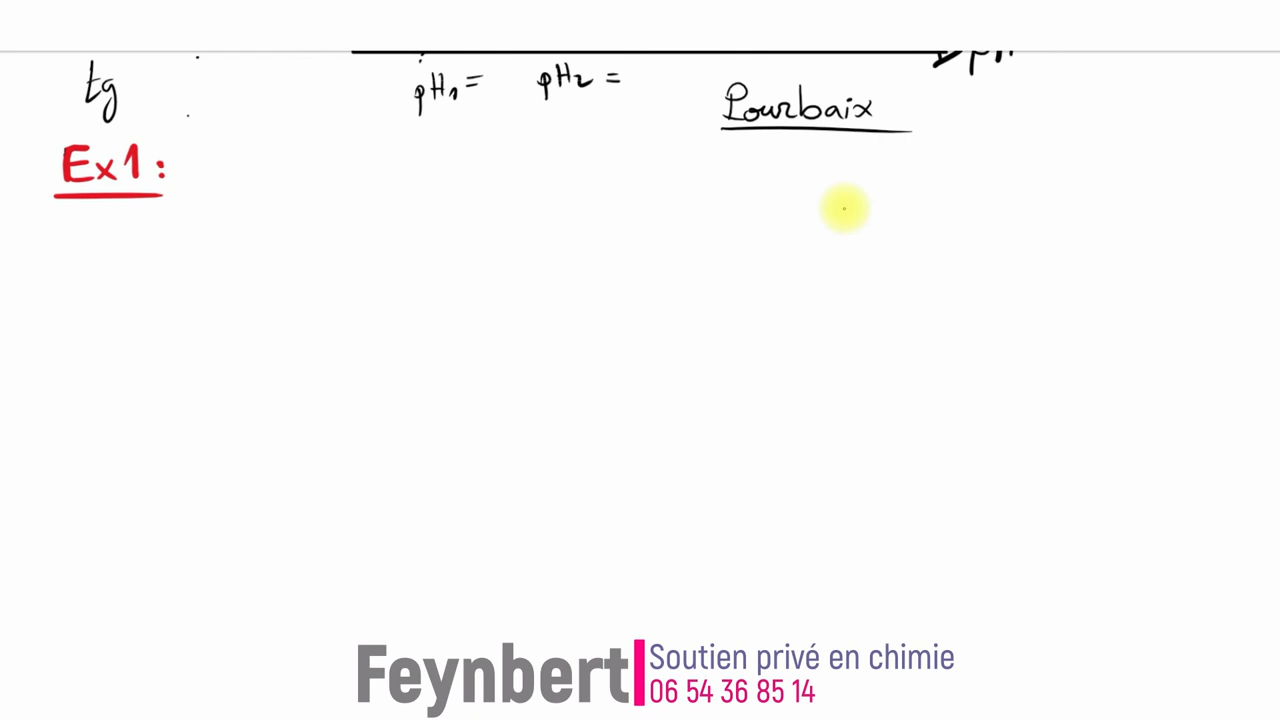 tg
pH₁ = pH₂ =
Pourbaix
Ex1 :
Feynbert
Soutien privé en chimie
06 54 36 85 14